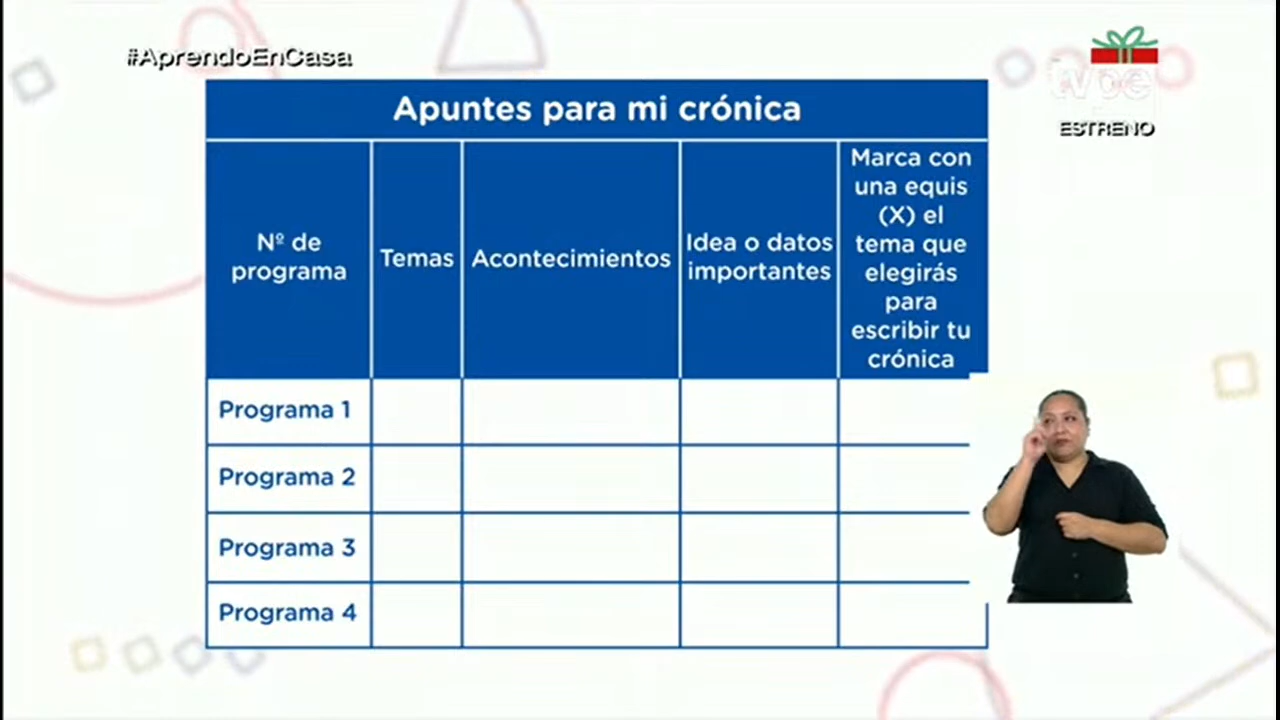 #AprendoEnCasa
ESTRENO
Apuntes para mi crónica
Nº de
programa
Temas
Acontecimientos
Idea o datos
importantes
Marca con
una equis
(X) el
tema que
elegirás
para
escribir tu
crónica
Programa 1
Programa 2
Programa 3
Programa 4